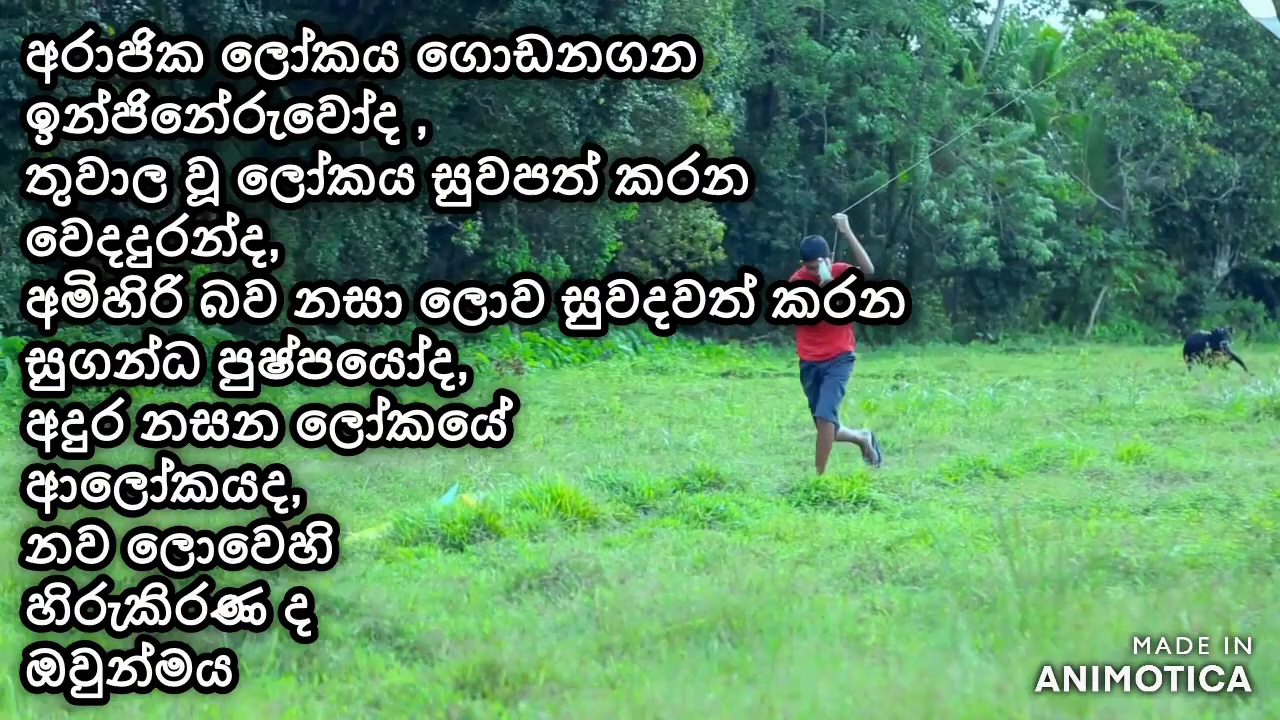 අරාජික ලෝකය ගොඩනගන
ඉන්ජිනේරුවෝද ,
තුවාල වූ ලෝකය සුවපත් කරන
වෙදදුරන්ද,
අමිහිරි බව නසා ලොව සුවදවත් කරන
සුගන්ධ පුෂ්පයෝද,
අදුර නසන ලෝකයේ
ආලෝකයද,
නව ලොවෙහි
හිරුකිරණ ද
ඔවුන්මය
MADE IN
ANIMOTICA